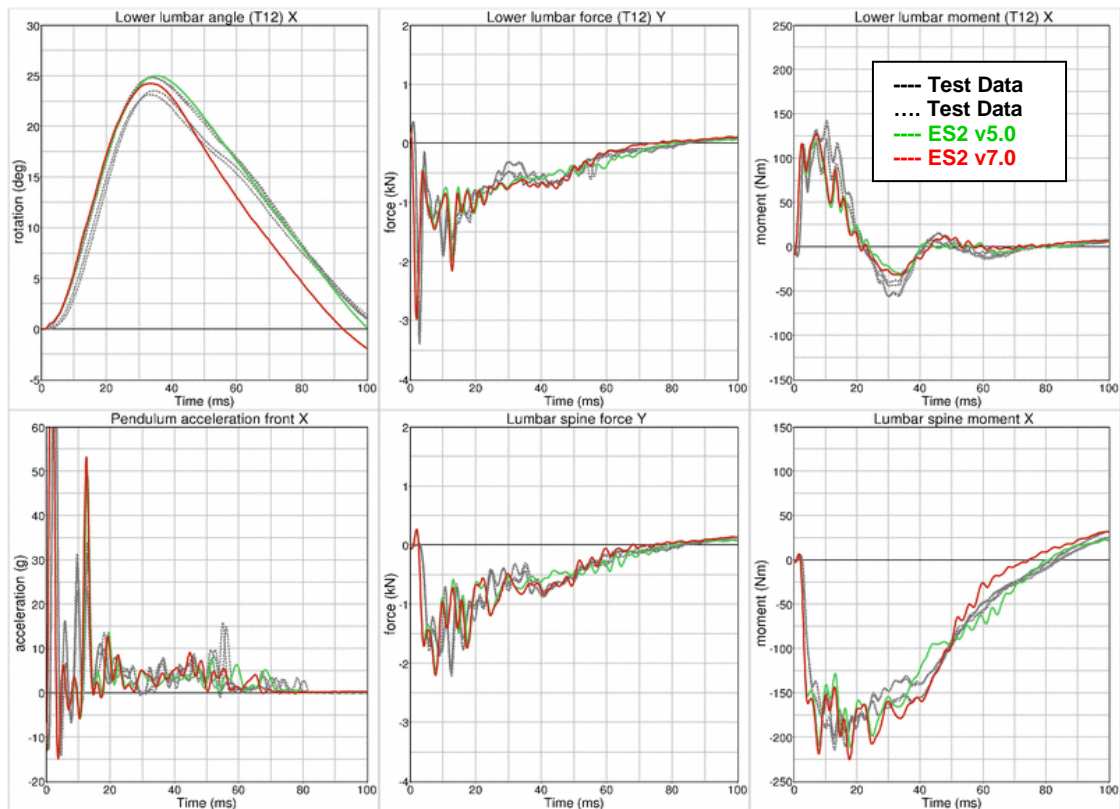 Lower lumbar angle (T12) X
30
25
20
15
10
5
0
-5
rotation (deg)
0 20 40 60 80 100
Time (ms)
Lower lumbar force (T12) Y
2
1
0
-1
-2
-3
-4
force (kN)
0 20 40 60 80 100
Time (ms)
Lower lumbar moment (T12) X
250
200
150
100
50
0
-50
-100
-150
moment (Nm)
0 20 40 60 80 100
Time (ms)
---- Test Data
.... Test Data
---- ES2 v5.0
---- ES2 v7.0
Pendulum acceleration front X
60
50
40
30
20
10
0
-10
-20
acceleration (g)
0 20 40 60 80 100
Time (ms)
Lumbar spine force Y
2
1
0
-1
-2
-3
-4
force (kN)
0 20 40 60 80 100
Time (ms)
Lumbar spine moment X
150
100
50
0
-50
-100
-150
-200
-250
moment (Nm)
0 20 40 60 80 100
Time (ms)